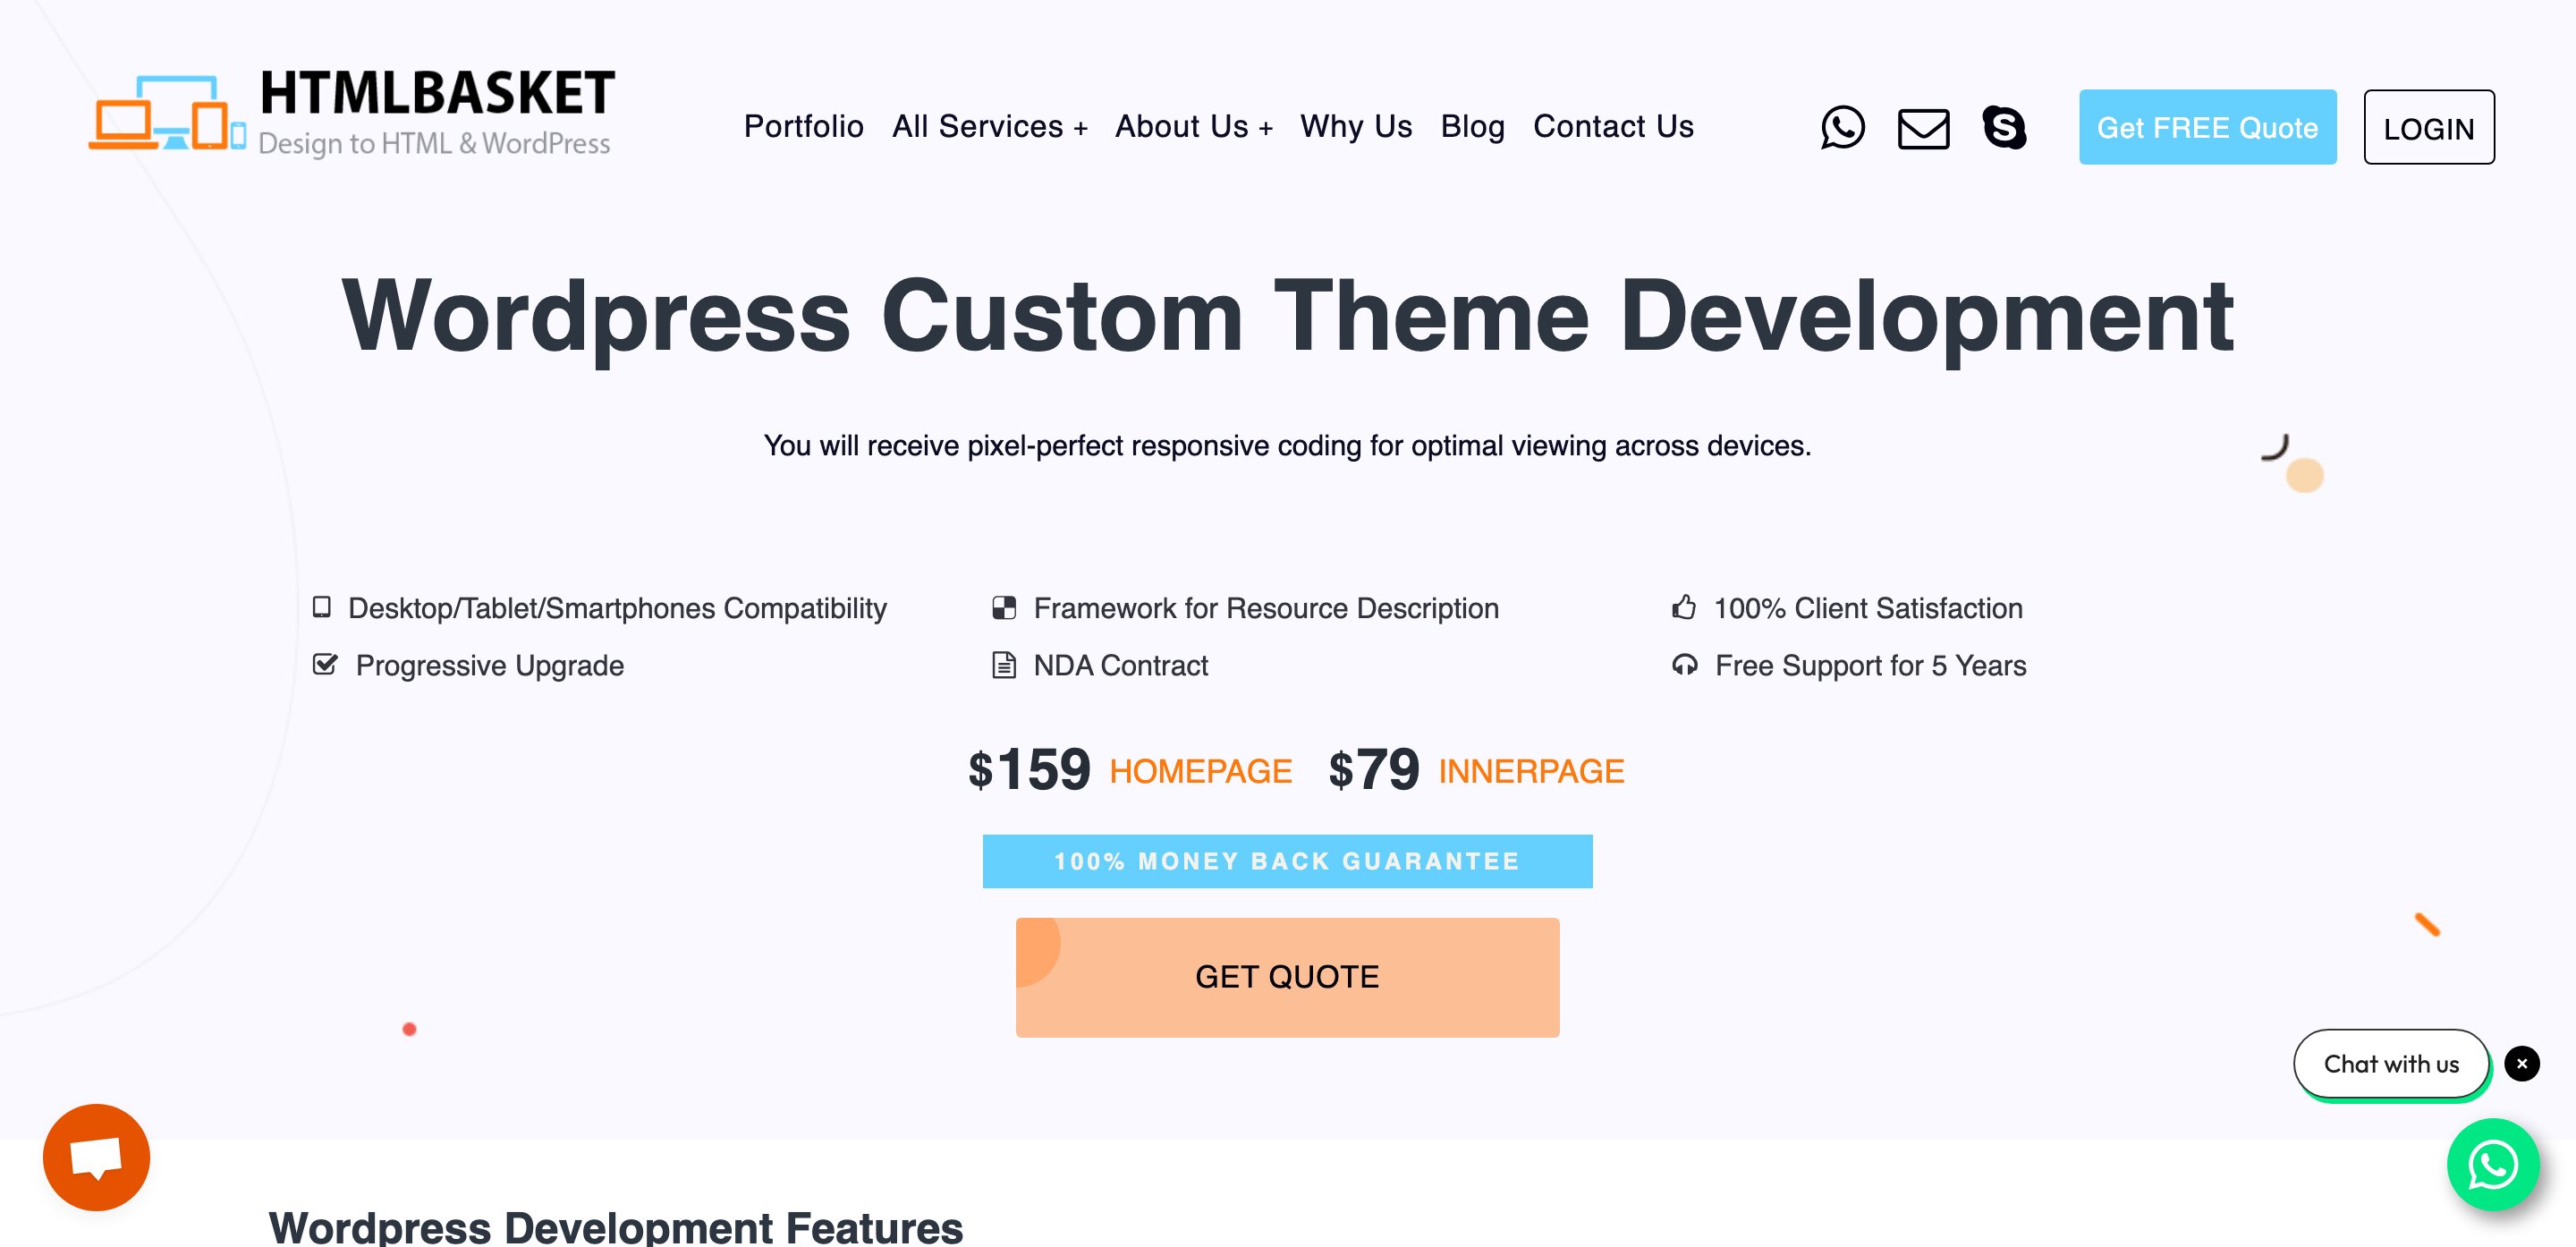 HTMLBASKET
Design to HTML & WordPress
Portfolio All Services + About Us + Why Us Blog Contact Us
Get FREE Quote
LOGIN
Wordpress Custom Theme Development
You will receive pixel-perfect responsive coding for optimal viewing across devices.
Desktop/Tablet/Smartphones Compatibility Framework for Resource Description 100% Client Satisfaction
Progressive Upgrade NDA Contract Free Support for 5 Years
$159 HOMEPAGE $79 INNERPAGE
100% MONEY BACK GUARANTEE
GET QUOTE
Chat with us
Wordpress Development Features